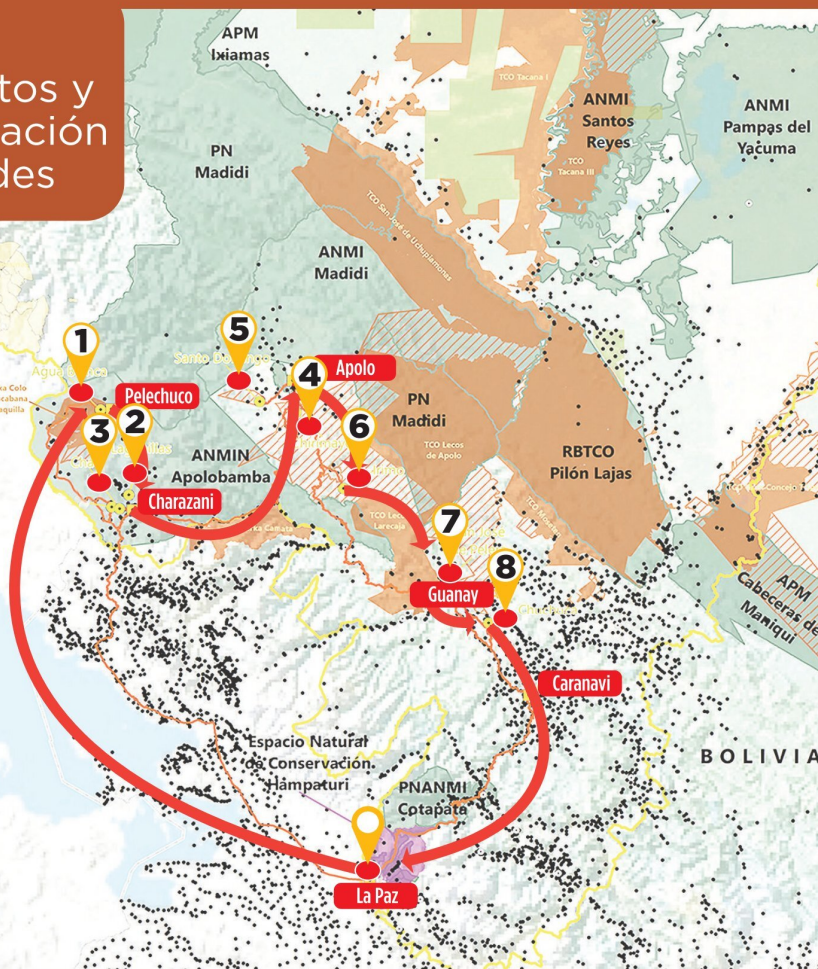 tos y
ación
des
APM
Ixiamas
TCO Tacana I
ANMI
Santos
Reyes
ANMI
Pampas del
Yacuma
PN
Madidi
TCO
Tacana III
TCO San José de Uchupiamonas
ANMI
Madidi
1
5
Santo D
Agua
4
Apolo
Pelechuco
3
2
PN
Madidi
6
TCO Lecos
de Apolo
RBTCO
Pilón Lajas
ANMIN
Apolobamba
Charazani
7
8
Guanay
APM
Cabeceras de
Maniqui
Caranavi
Espacio Natural
de Conservación
Hampaturi
BOLIVIA
PNANMI
Cotapata
La Paz